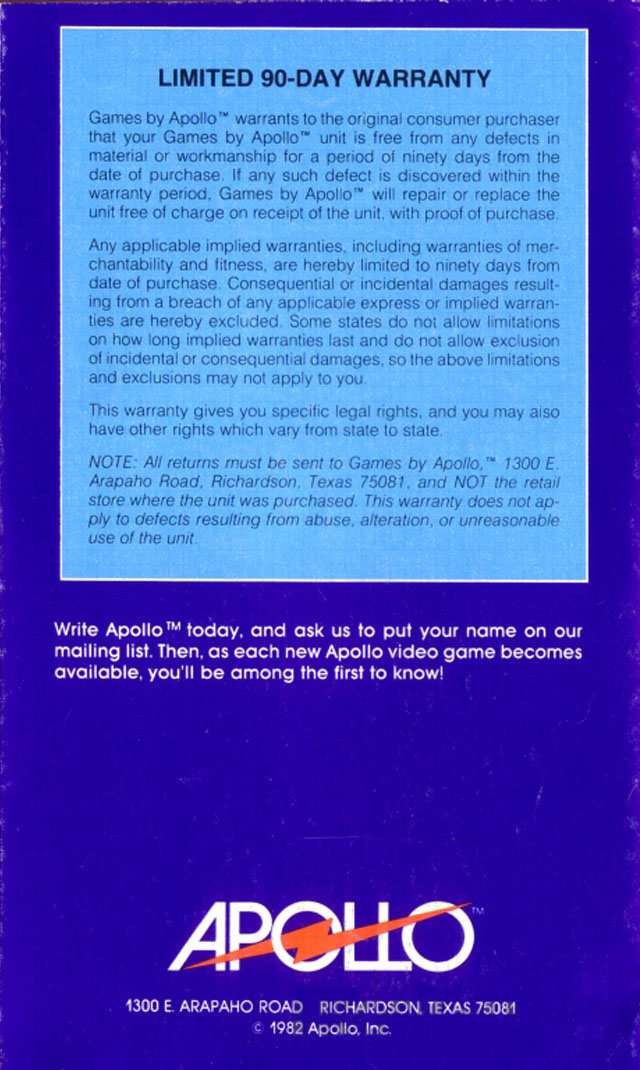 LIMITED 90-DAY WARRANTY
Games by Apollo™ warrants to the original consumer purchaser
that your Games by Apollo™ unit is free from any defects in
material or workmanship for a period of ninety days from the
date of purchase. If any such defect is discovered within the
warranty period, Games by Apollo™ will repair or replace the
unit free of charge on receipt of the unit, with proof of purchase.
Any applicable implied warranties, including warranties of mer-
chantability and fitness, are hereby limited to ninety days from
date of purchase. Consequential or incidental damages result-
ing from a breach of any applicable express or implied warran-
ties are hereby excluded. Some states do not allow limitations
on how long implied warranties last and do not allow exclusion
of incidental or consequential damages, so the above limitations
and exclusions may not apply to you.
This warranty gives you specific legal rights, and you may also
have other rights which vary from state to state.
NOTE: All returns must be sent to Games by Apollo,™ 1300 E.
Arapaho Road, Richardson, Texas 75081, and NOT the retail
store where the unit was purchased. This warranty does not ap-
ply to defects resulting from abuse, alteration, or unreasonable
use of the unit.
Write Apollo™ today, and ask us to put your name on our
mailing list. Then, as each new Apollo video game becomes
available, you'll be among the first to know!
APOLLO™
1300 E. ARAPAHO ROAD RICHARDSON, TEXAS 75081
© 1982 Apollo, Inc.